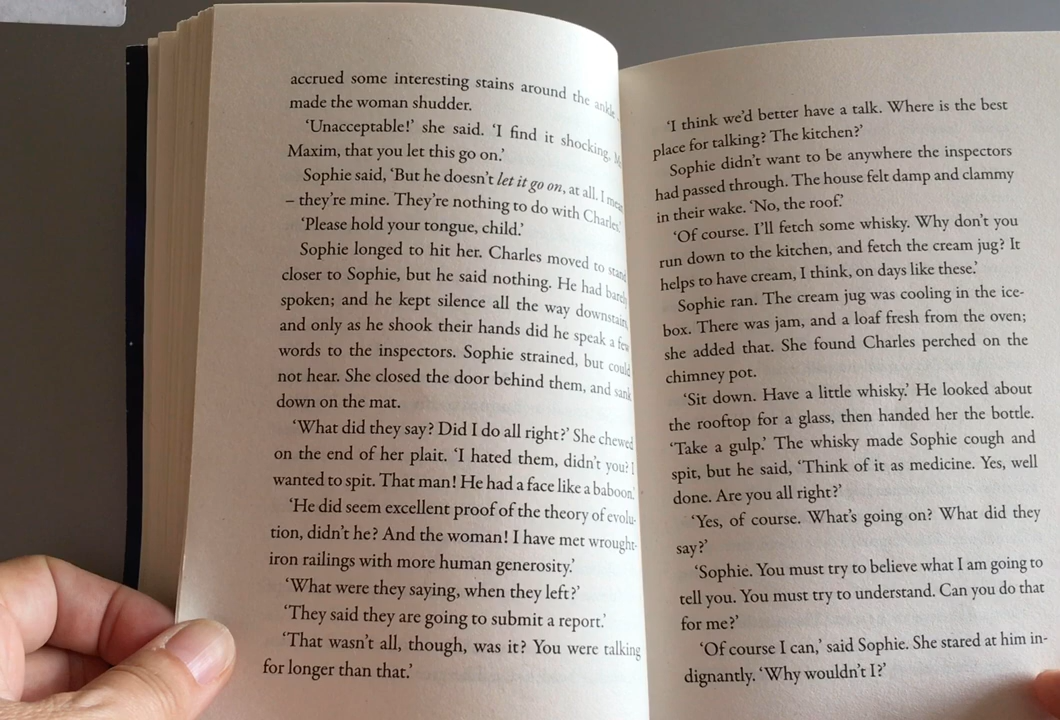 accrued some interesting stains around the ankle
made the woman shudder.
‘Unacceptable!’ she said. ‘I find it shocking,
Maxim, that you let this go on.’
Sophie said, ‘But he doesn’t let it go on, at all. I mean
– they’re mine. They’re nothing to do with Charles.’
‘Please hold your tongue, child.’
Sophie longed to hit her. Charles moved to stand
closer to Sophie, but he said nothing. He had barely
spoken; and he kept silence all the way downstairs,
and only as he shook their hands did he speak a few
words to the inspectors. Sophie strained, but could
not hear. She closed the door behind them, and sank
down on the mat.
‘What did they say? Did I do all right?’ She chewed
on the end of her plait. ‘I hated them, didn’t you? I
wanted to spit. That man! He had a face like a baboon.’
‘He did seem excellent proof of the theory of evolu-
tion, didn’t he? And the woman! I have met wrought-
iron railings with more human generosity.’
‘What were they saying, when they left?’
‘They said they are going to submit a report.’
‘That wasn’t all, though, was it? You were talking
for longer than that.’
‘I think we’d better have a talk. Where is the best
place for talking? The kitchen?’
Sophie didn’t want to be anywhere the inspectors
had passed through. The house felt damp and clammy
in their wake. ‘No, the roof.’
‘Of course. I’ll fetch some whisky. Why don’t you
run down to the kitchen, and fetch the cream jug? It
helps to have cream, I think, on days like these.’
Sophie ran. The cream jug was cooling in the ice-
box. There was jam, and a loaf fresh from the oven;
she added that. She found Charles perched on the
chimney pot.
‘Sit down. Have a little whisky.’ He looked about
the rooftop for a glass, then handed her the bottle.
‘Take a gulp.’ The whisky made Sophie cough and
spit, but he said, ‘Think of it as medicine. Yes, well
done. Are you all right?’
‘Yes, of course. What’s going on? What did they
say?’
‘Sophie. You must try to believe what I am going to
tell you. You must try to understand. Can you do that
for me?’
‘Of course I can,’ said Sophie. She stared at him in-
dignantly. ‘Why wouldn’t I?’